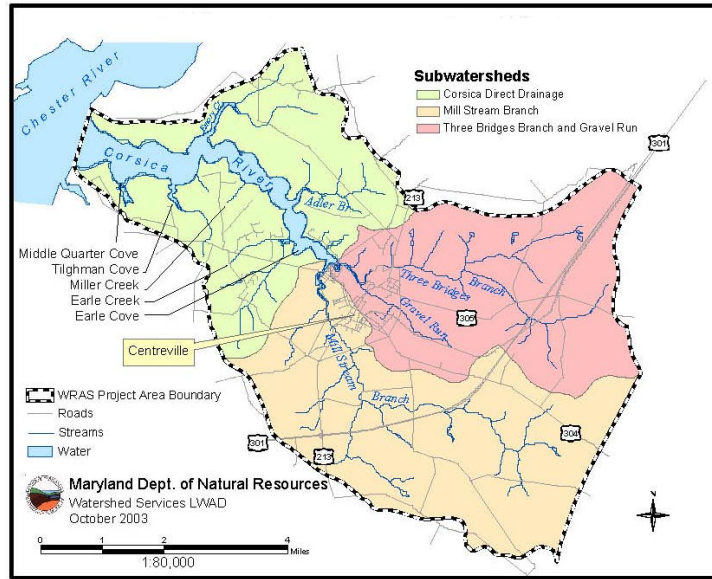 Chester River
Subwatersheds
Corsica Direct Drainage
Mill Stream Branch
Three Bridges Branch and Gravel Run
301
Corsica
River
213
Adler Br.
Middle Quarter Cove
Tilghman Cove
Miller Creek
Earle Creek
Earle Cove
Three Bridges
Branch
Gravel Run
305
Centreville
Mill Stream
Branch
WRAS Project Area Boundary
Roads
Streams
Water
301
213
304
Maryland Dept. of Natural Resources
Watershed Services LWAD
October 2003
N
0 1 2 4
Miles
1:80,000